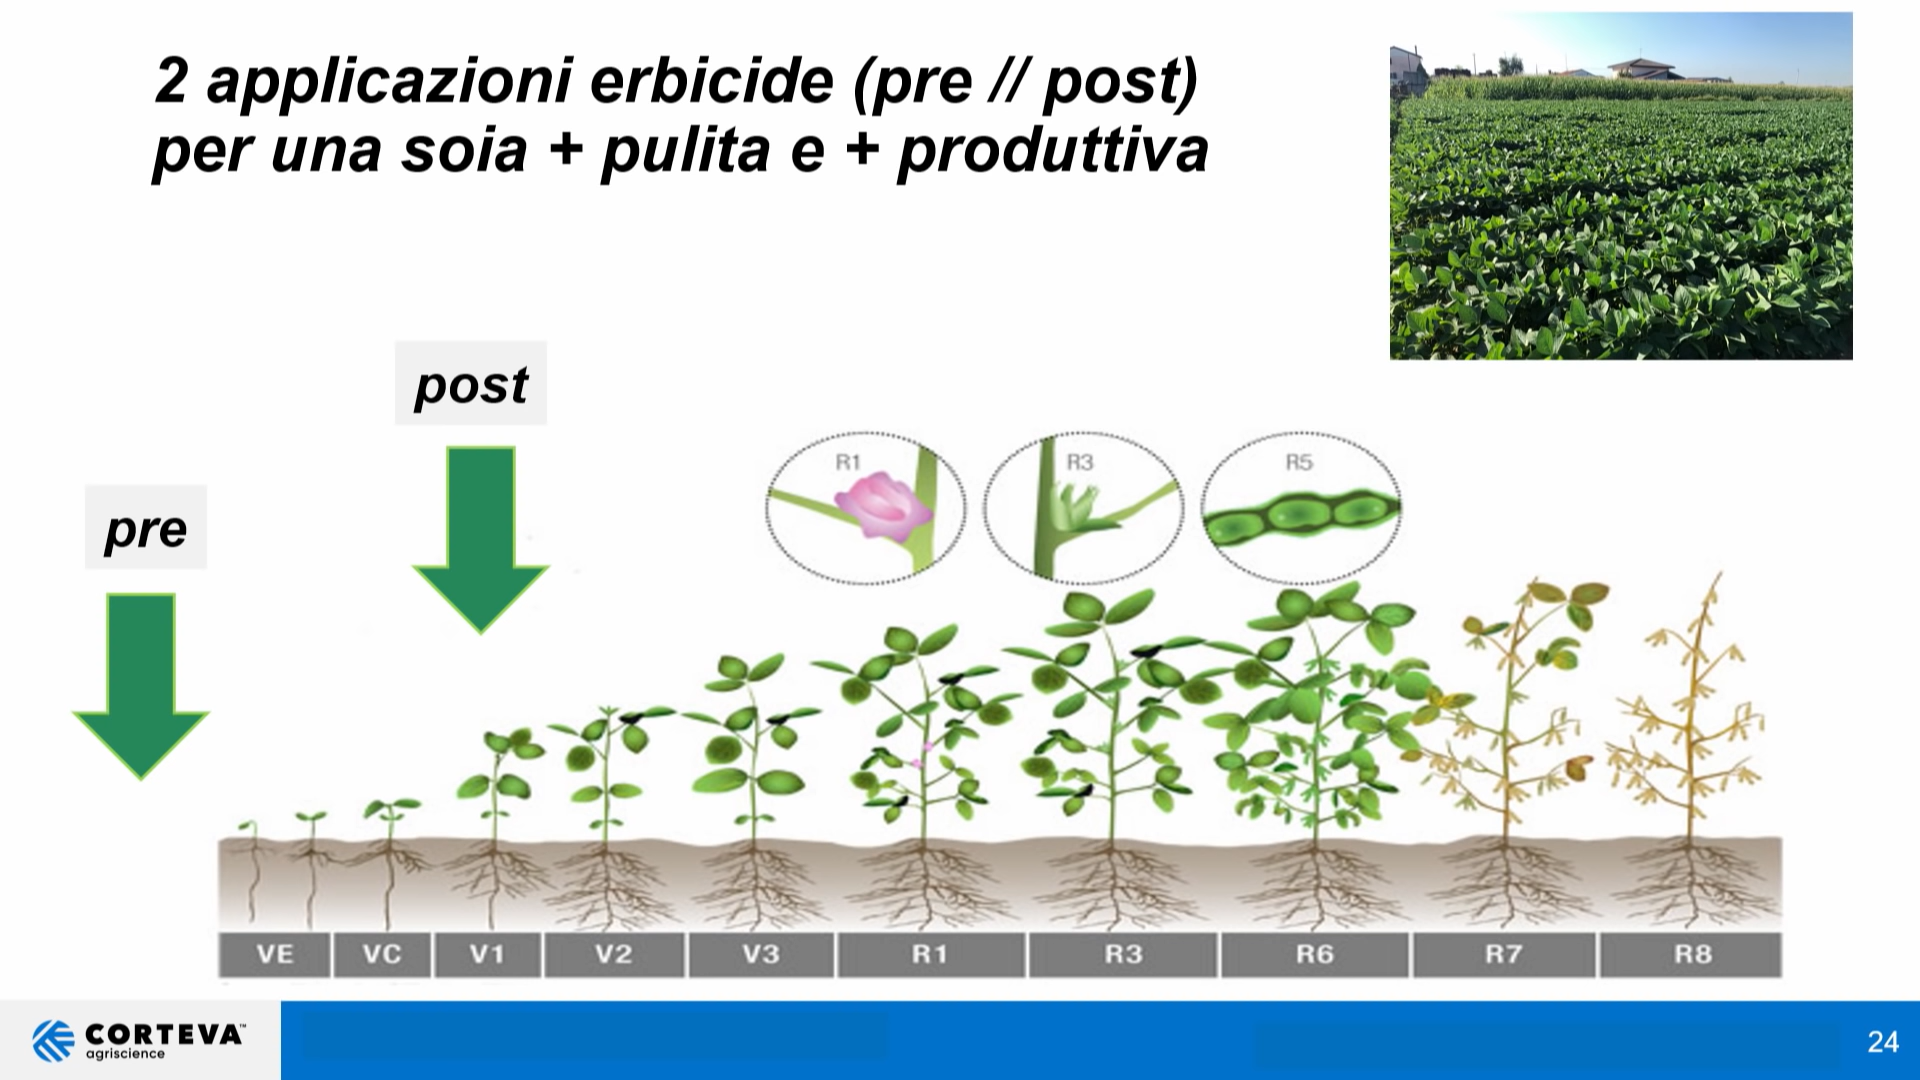 2 applicazioni erbicide (pre // post)
per una soia + pulita e + produttiva
post
pre
R1
R3
R5
VE
VC
V1
V2
V3
R1
R3
R6
R7
R8
CORTEVA™
agriscience
24